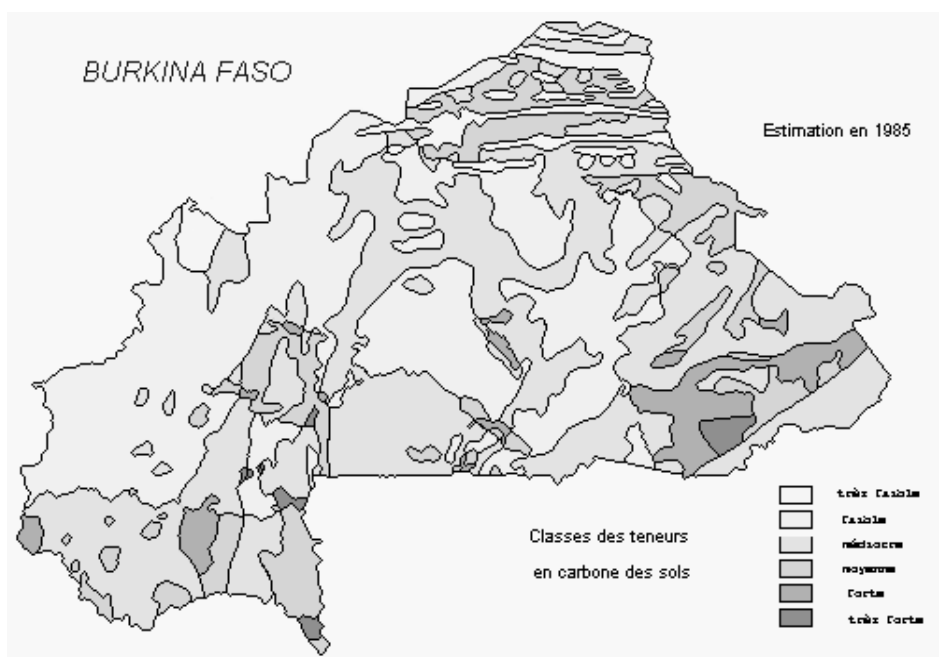 BURKINA FASO
Estimation en 1985
Classes des teneurs
en carbone des sols
très faible
faible
médiocre
moyenne
forte
très forte